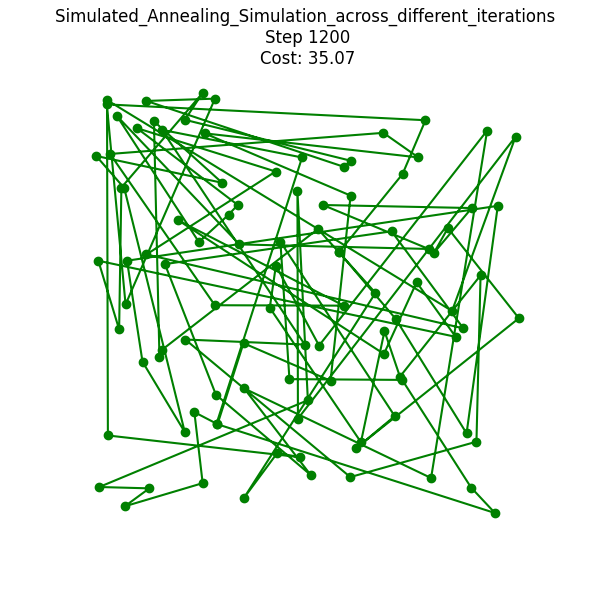 Simulated_Annealing_Simulation_across_different_iterations
Step 1200
Cost: 35.07